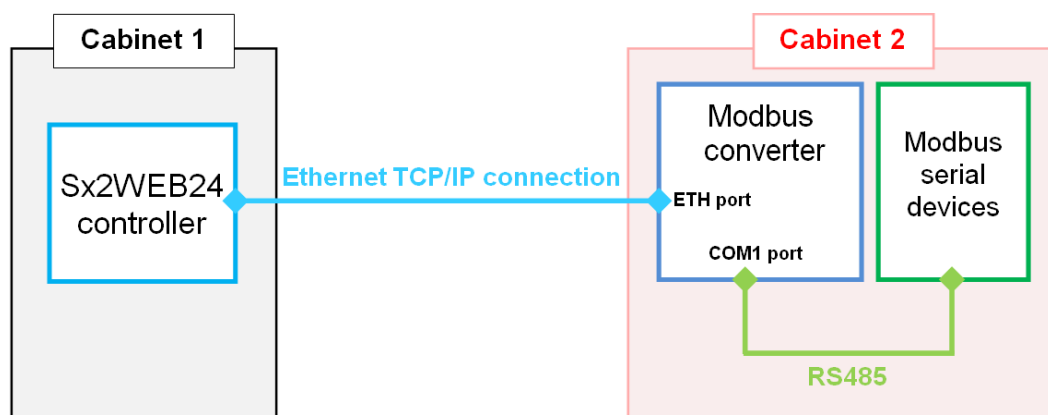 Cabinet 1
Cabinet 2
Sx2WEB24
controller
Ethernet TCP/IP connection
Modbus
converter
ETH port
COM1 port
Modbus
serial
devices
RS485